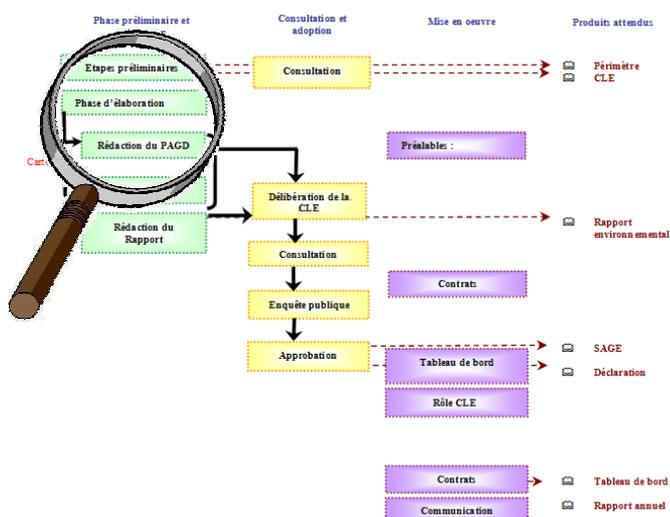 Phase préliminaire et
Consultation et
adoption
Mise en oeuvre
Produits attendus
Etapes préliminaires
Consultation
Périmètre
CLE
Phase d'élaboration
Rédaction du PAGD
Préalables :
Délibération de la
CLE
Rédaction du
Rapport
Rapport
environnemental
Consultation
Contrats
Enquête publique
Approbation
SAGE
Tableau de bord
Déclaration
Rôle CLE
Contrats
Tableau de bord
Communication
Rapport annuel